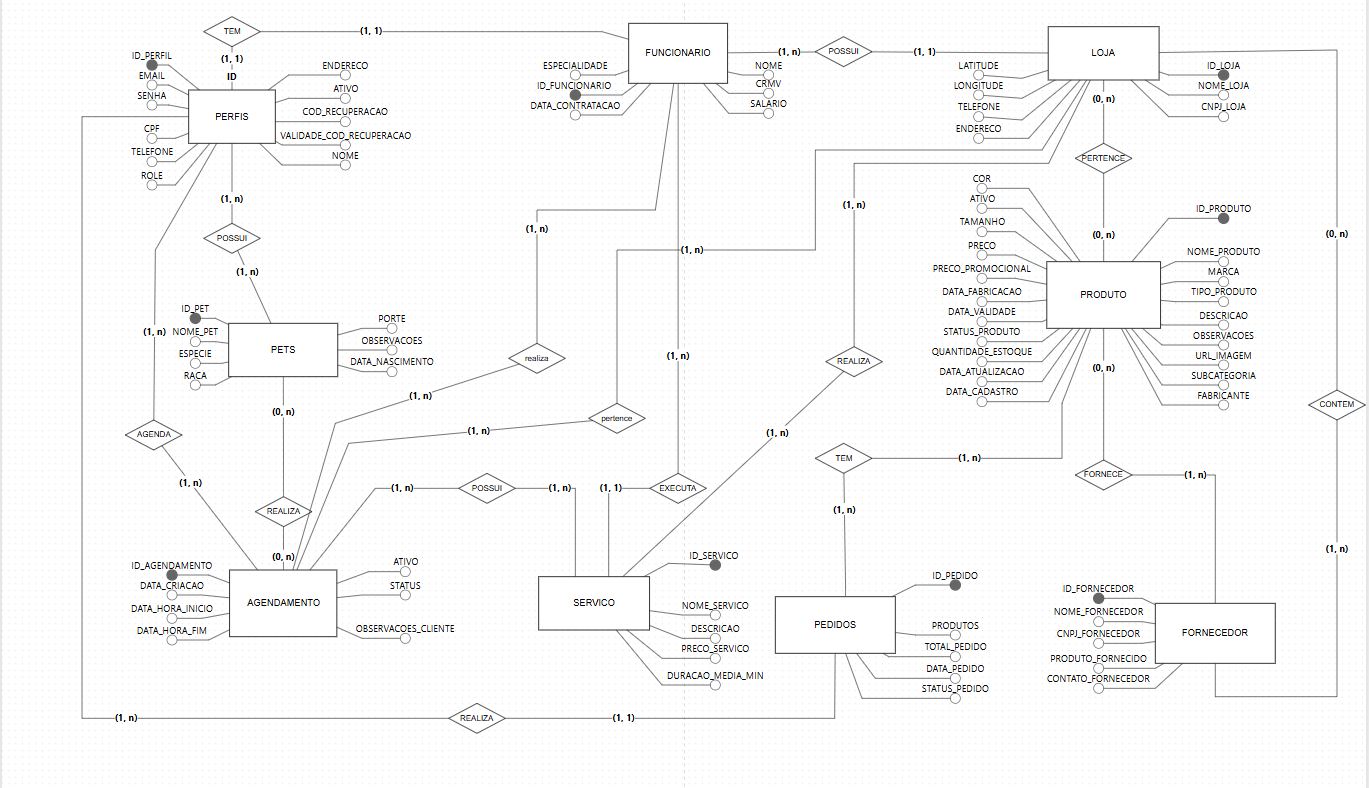 TEM
(1, 1)
(1, 1)
ID
ID_PERFIL
EMAIL
SENHA
CPF
TELEFONE
ROLE
PERFIS
ENDERECO
ATIVO
COD_RECUPERACAO
VALIDADE_COD_RECUPERACAO
NOME
FUNCIONARIO
ESPECIALIDADE
ID_FUNCIONARIO
DATA_CONTRATACAO
NOME
CRMV
SALARIO
(1, n)
POSSUI
(1, 1)
LOJA
LATITUDE
LONGITUDE
TELEFONE
ENDERECO
ID_LOJA
NOME_LOJA
CNPJ_LOJA
(0, n)
PERTENCE
(0, n)
(1, n)
POSSUI
(1, n)
(1, n)
(1, n)
(1, n)
(0, n)
COR
ATIVO
TAMANHO
PRECO
PRECO_PROMOCIONAL
DATA_FABRICACAO
DATA_VALIDADE
STATUS_PRODUTO
QUANTIDADE_ESTOQUE
DATA_ATUALIZACAO
DATA_CADASTRO
PRODUTO
ID_PRODUTO
NOME_PRODUTO
MARCA
TIPO_PRODUTO
DESCRICAO
OBSERVACOES
URL_IMAGEM
SUBCATEGORIA
FABRICANTE
ID_PET
NOME_PET
ESPECIE
RACA
PETS
PORTE
OBSERVACOES
DATA_NASCIMENTO
(1, n)
realiza
(1, n)
REALIZA
(0, n)
(0, n)
(1, n)
pertence
(1, n)
CONTEM
AGENDA
(1, n)
(1, n)
TEM
(1, n)
FORNECE
(1, n)
(1, n)
(1, n)
POSSUI
(1, n)
(1, 1)
EXECUTA
REALIZA
(1, n)
(0, n)
(1, n)
ID_AGENDAMENTO
DATA_CRIACAO
DATA_HORA_INICIO
DATA_HORA_FIM
AGENDAMENTO
ATIVO
STATUS
OBSERVACOES_CLIENTE
SERVICO
ID_SERVICO
NOME_SERVICO
DESCRICAO
PRECO_SERVICO
DURACAO_MEDIA_MIN
PEDIDOS
ID_PEDIDO
PRODUTOS
TOTAL_PEDIDO
DATA_PEDIDO
STATUS_PEDIDO
ID_FORNECEDOR
NOME_FORNECEDOR
CNPJ_FORNECEDOR
PRODUTO_FORNECIDO
CONTATO_FORNECEDOR
FORNECEDOR
(1, n)
REALIZA
(1, 1)